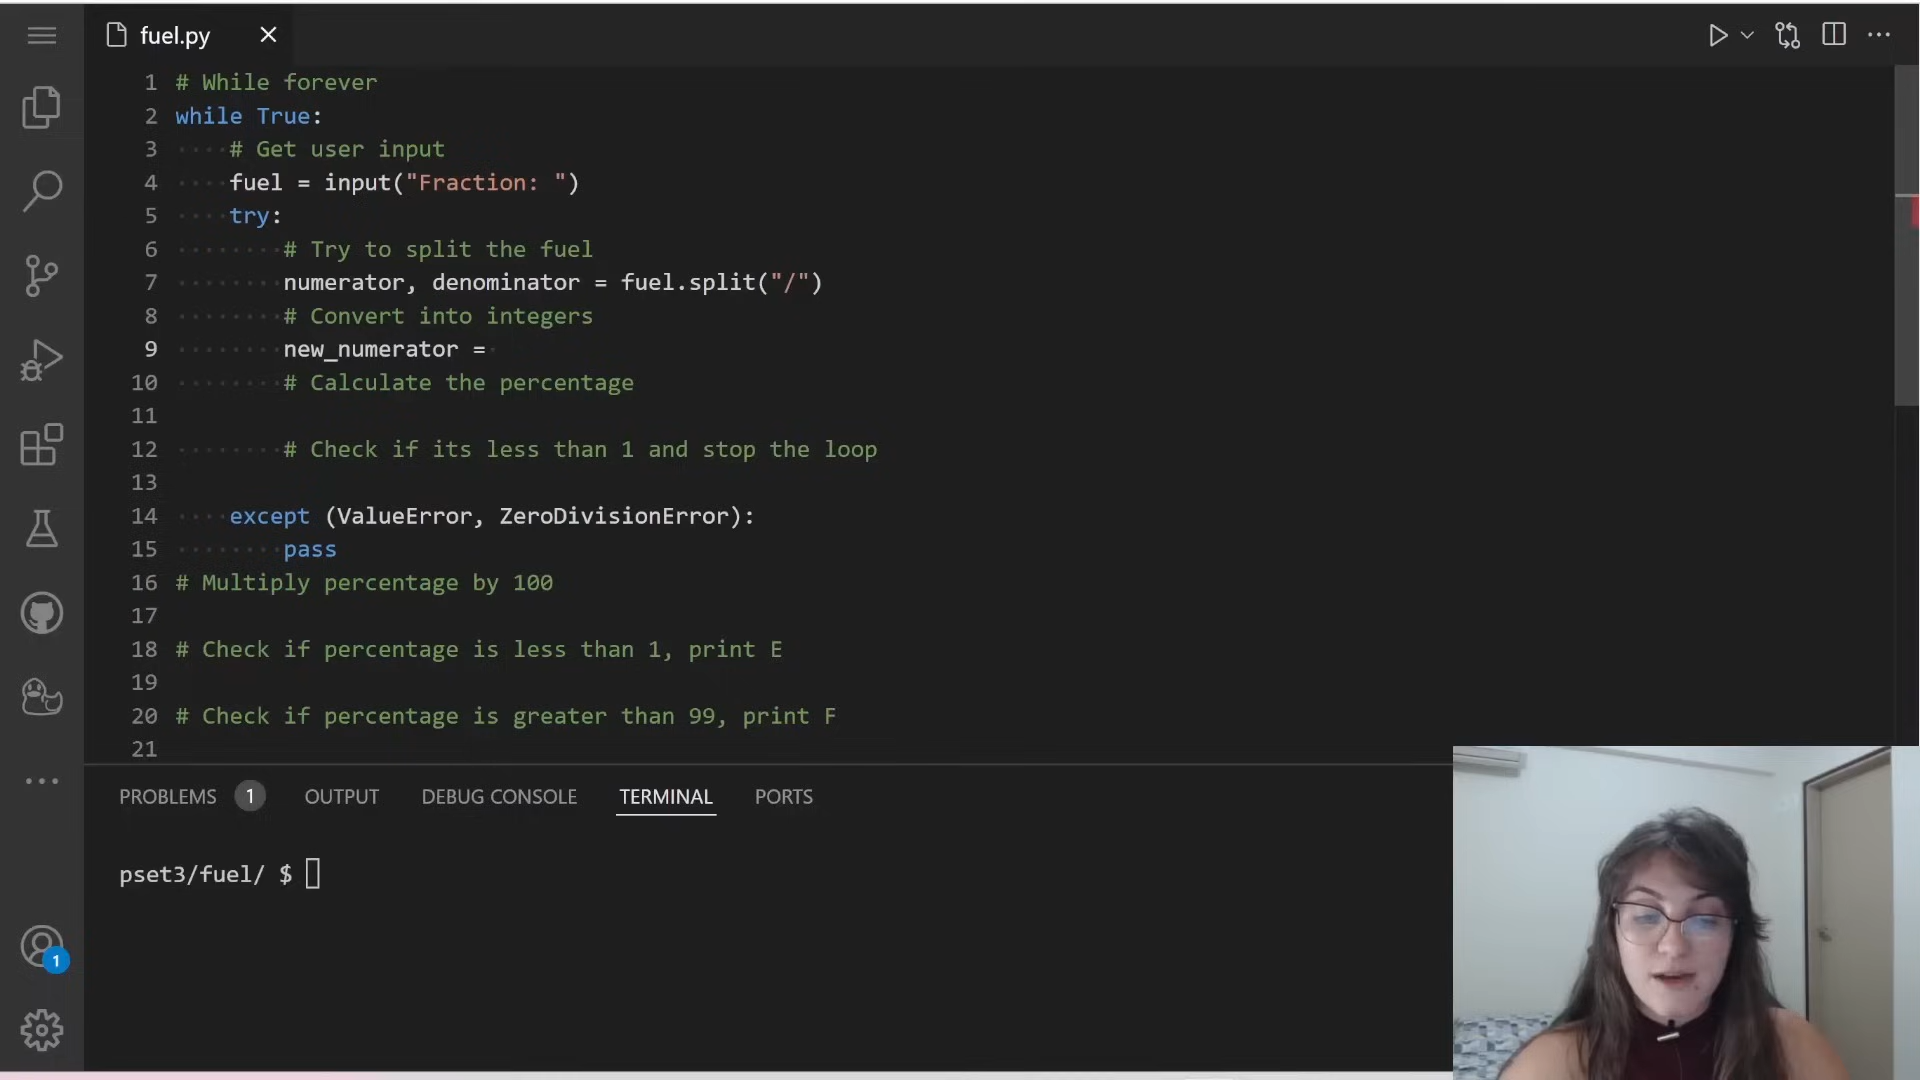 fuel.py
1 # While forever
2 while True:
3 # Get user input
4 fuel = input("Fraction: ")
5 try:
6 # Try to split the fuel
7 numerator, denominator = fuel.split("/")
8 # Convert into integers
9 new_numerator =
10 # Calculate the percentage
11
12 # Check if its less than 1 and stop the loop
13
14 except (ValueError, ZeroDivisionError):
15 pass
16 # Multiply percentage by 100
17
18 # Check if percentage is less than 1, print E
19
20 # Check if percentage is greater than 99, print F
21
PROBLEMS 1 OUTPUT DEBUG CONSOLE TERMINAL PORTS
pset3/fuel/ $
1